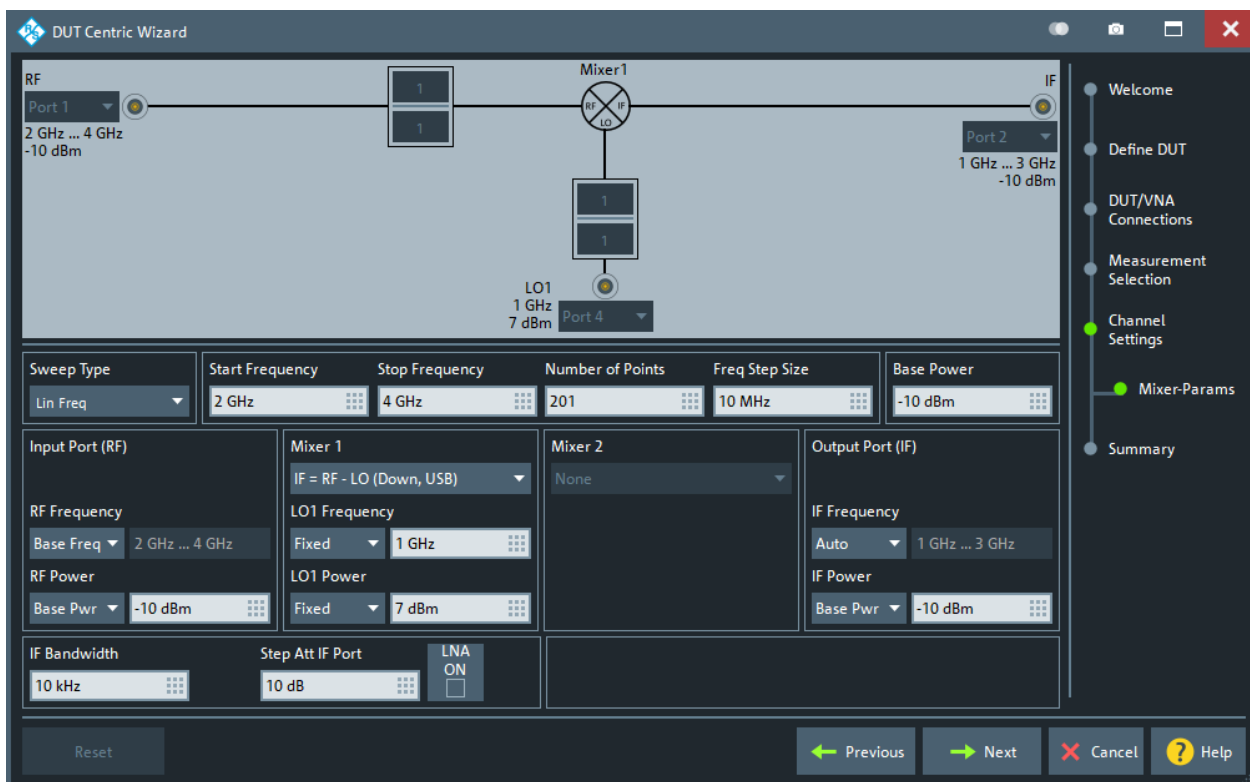 DUT Centric Wizard
RF
Port 1
2 GHz ... 4 GHz
-10 dBm
1
1
Mixer1
RF IF
LO
IF
Port 2
1 GHz ... 3 GHz
-10 dBm
1
1
LO1
1 GHz
7 dBm
Port 4
Welcome
Define DUT
DUT/VNA
Connections
Measurement
Selection
Channel
Settings
Mixer-Params
Summary
Sweep Type
Lin Freq
Start Frequency
2 GHz
Stop Frequency
4 GHz
Number of Points
201
Freq Step Size
10 MHz
Base Power
-10 dBm
Input Port (RF)
RF Frequency
Base Freq 2 GHz ... 4 GHz
RF Power
Base Pwr -10 dBm
Mixer 1
IF = RF - LO (Down, USB)
LO1 Frequency
Fixed 1 GHz
LO1 Power
Fixed 7 dBm
Mixer 2
None
Output Port (IF)
IF Frequency
Auto 1 GHz ... 3 GHz
IF Power
Base Pwr -10 dBm
IF Bandwidth
10 kHz
Step Att IF Port
10 dB
LNA
ON
Reset
Previous
Next
Cancel
? Help